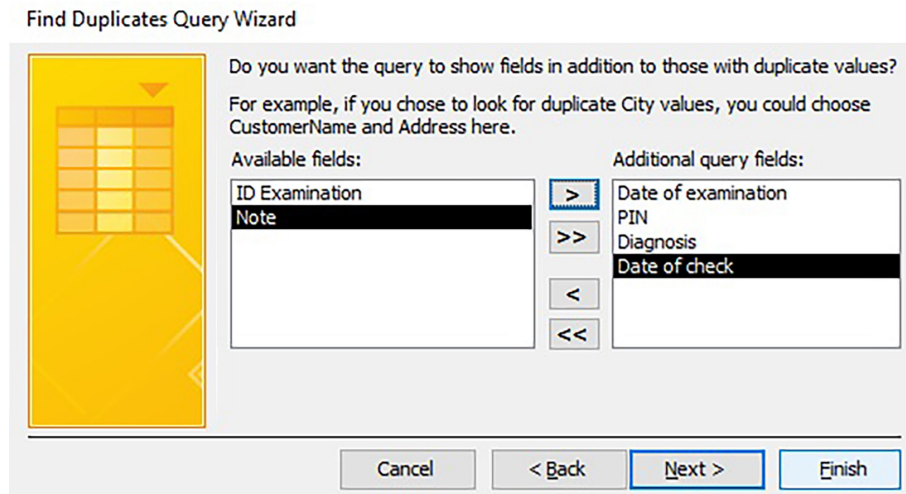 Find Duplicates Query Wizard
Do you want the query to show fields in addition to those with duplicate values?
For example, if you chose to look for duplicate City values, you could choose
CustomerName and Address here.
Available fields:
ID Examination
Note
>
>>
<
<<
Additional query fields:
Date of examination
PIN
Diagnosis
Date of check
Cancel
< Back
Next >
Finish